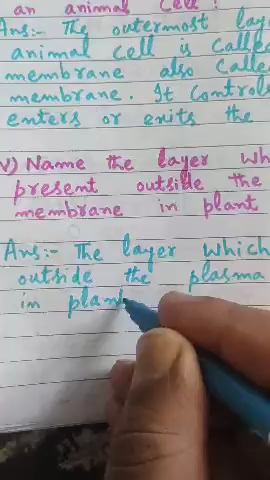 an animal cell?
Ans:- The outermost lay
animal cell is called
membrane also calle
membrane. It controls
enters or exits the
V) Name the layer wh
present outside the
membrane in plant
Ans:- The layer which
outside the plasma
in plant